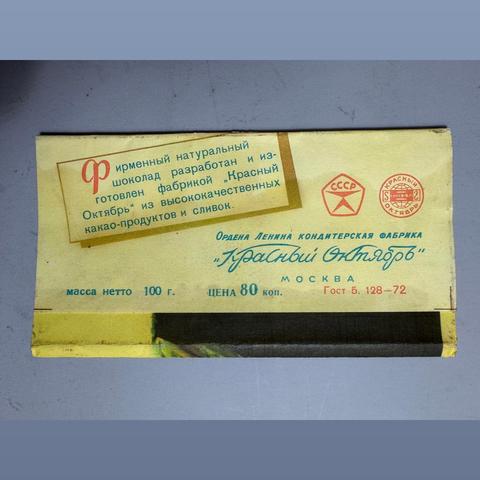 Фирменный натуральный
шоколад разработан и из-
готовлен фабрикой „Красный
Октябрь" из высококачественных
какао-продуктов и сливок.
СССР
КРАСНЫЙ
ОКТЯБРЬ
Ордена Ленина кондитерская фабрика
„Красный Октябрь"
МОСКВА
масса нетто 100 г. ЦЕНА 80 коп. Гост 5. 128-72